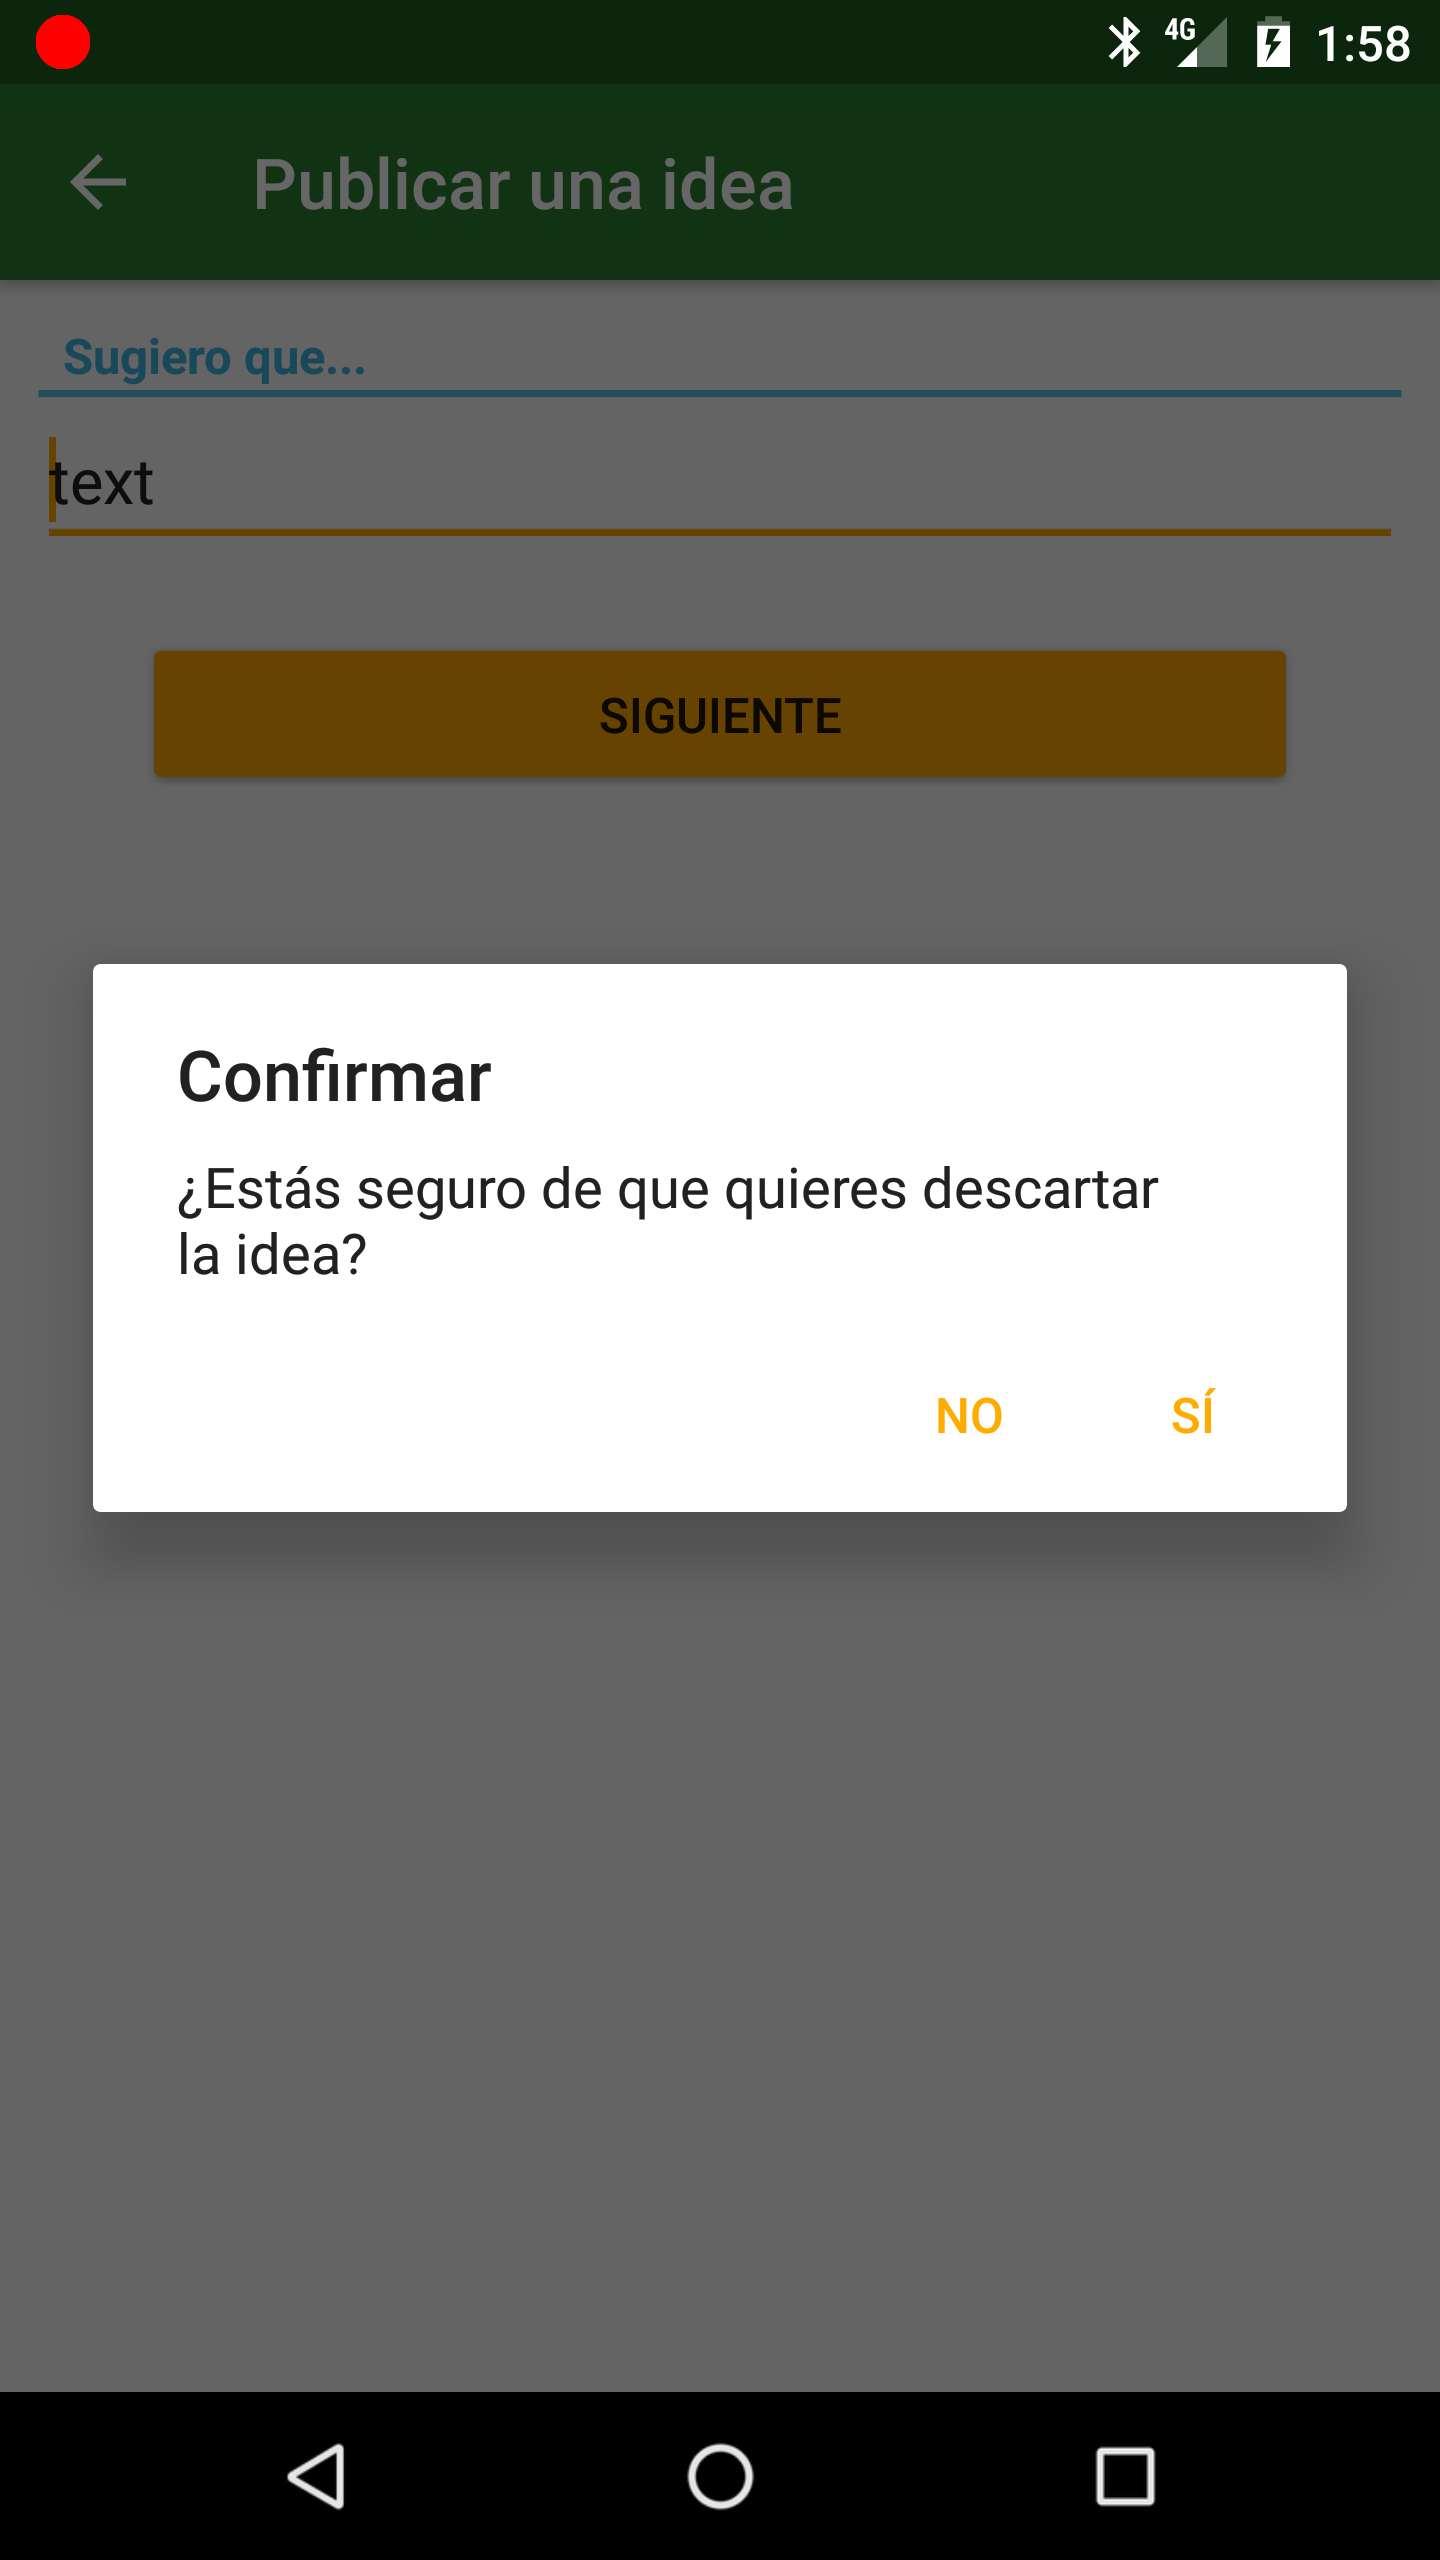 4G 1:58
Publicar una idea
Sugiero que...
text
SIGUIENTE
Confirmar
¿Estás seguro de que quieres descartar
la idea?
NO SÍ